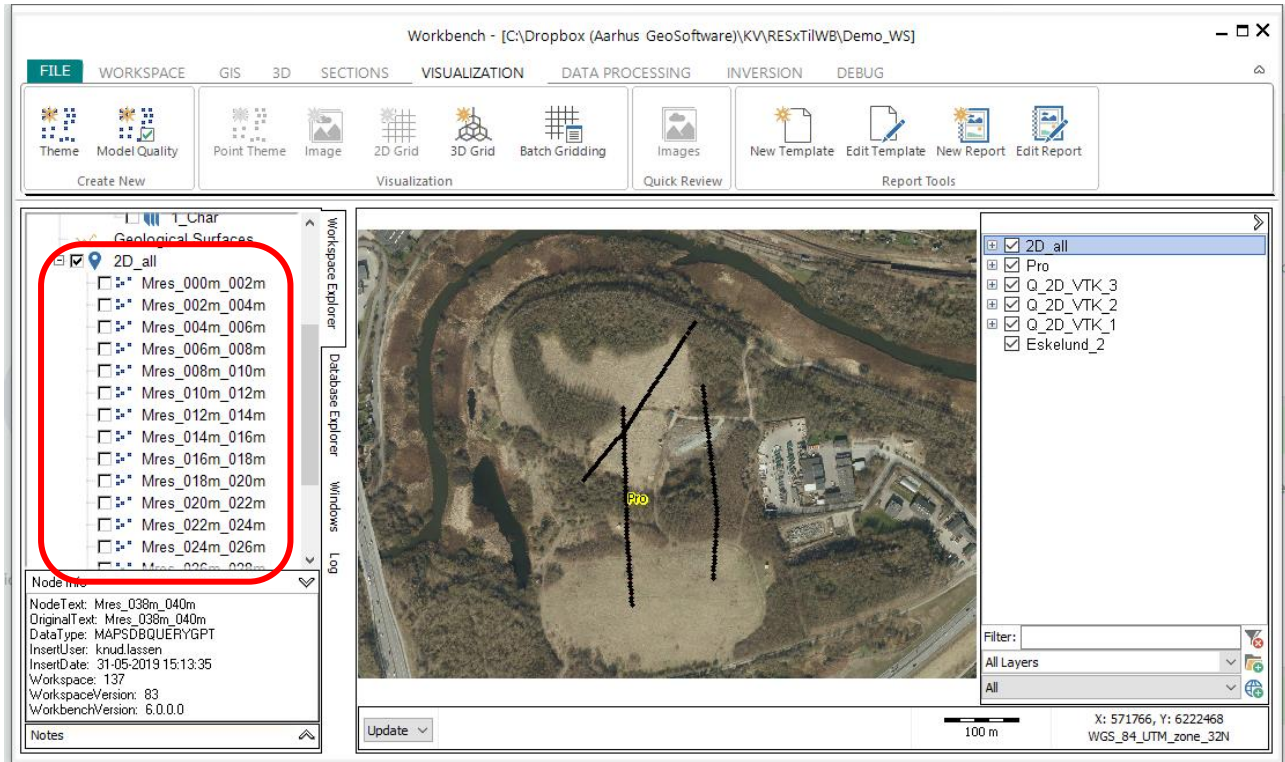 Workbench - [C:\Dropbox (Aarhus GeoSoftware)\KV\RESxTilWB\Demo_WS]
FILE WORKSPACE GIS 3D SECTIONS VISUALIZATION DATA PROCESSING INVERSION DEBUG
Theme Model Quality Point Theme Image 2D Grid 3D Grid Batch Gridding Images New Template Edit Template New Report Edit Report
Create New Visualization Quick Review Report Tools
1_Char
Geological Surfaces
2D_all
Mres_000m_002m
Mres_002m_004m
Mres_004m_006m
Mres_006m_008m
Mres_008m_010m
Mres_010m_012m
Mres_012m_014m
Mres_014m_016m
Mres_016m_018m
Mres_018m_020m
Mres_020m_022m
Mres_022m_024m
Mres_024m_026m
Mres_026m_028m
Node Info
NodeText: Mres_038m_040m
OriginalText: Mres_038m_040m
DataType: MAPSDBQUERYGPT
InsertUser: knud.lassen
InsertDate: 31-05-2019 15:13:35
Workspace: 137
WorkspaceVersion: 83
WorkbenchVersion: 6.0.0.0
Notes
Workspace Explorer
Database Explorer
Windows
Log
Pro
2D_all
Pro
Q_2D_VTK_3
Q_2D_VTK_2
Q_2D_VTK_1
Eskelund_2
Filter:
All Layers
All
Update
100 m
X: 571766, Y: 6222468
WGS_84_UTM_zone_32N